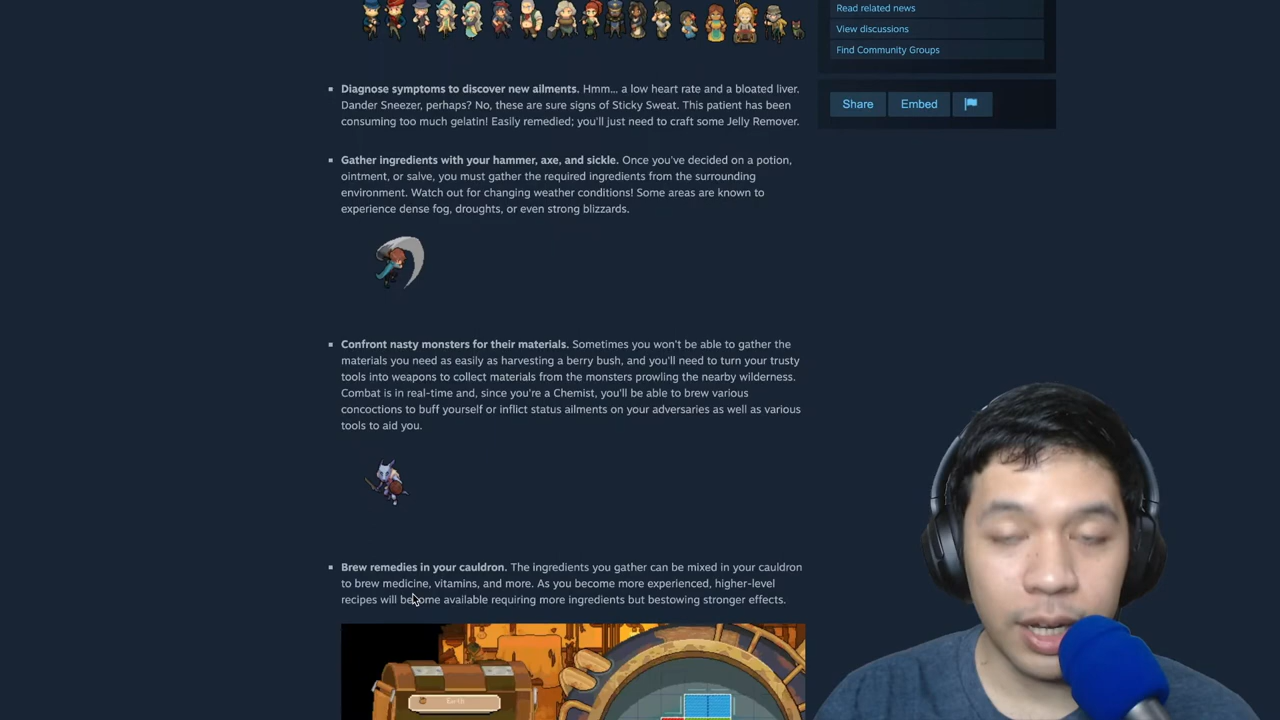 Read related news
View discussions
Find Community Groups
Share Embed
Diagnose symptoms to discover new ailments. Hmm... a low heart rate and a bloated liver.
Dander Sneezer, perhaps? No, these are sure signs of Sticky Sweat. This patient has been
consuming too much gelatin! Easily remedied; you'll just need to craft some Jelly Remover.
Gather ingredients with your hammer, axe, and sickle. Once you've decided on a potion,
ointment, or salve, you must gather the required ingredients from the surrounding
environment. Watch out for changing weather conditions! Some areas are known to
experience dense fog, droughts, or even strong blizzards.
Confront nasty monsters for their materials. Sometimes you won't be able to gather the
materials you need as easily as harvesting a berry bush, and you'll need to turn your trusty
tools into weapons to collect materials from the monsters prowling the nearby wilderness.
Combat is in real-time and, since you're a Chemist, you'll be able to brew various
concoctions to buff yourself or inflict status ailments on your adversaries as well as various
tools to aid you.
Brew remedies in your cauldron. The ingredients you gather can be mixed in your cauldron
to brew medicine, vitamins, and more. As you become more experienced, higher-level
recipes will become available requiring more ingredients but bestowing stronger effects.
Earth